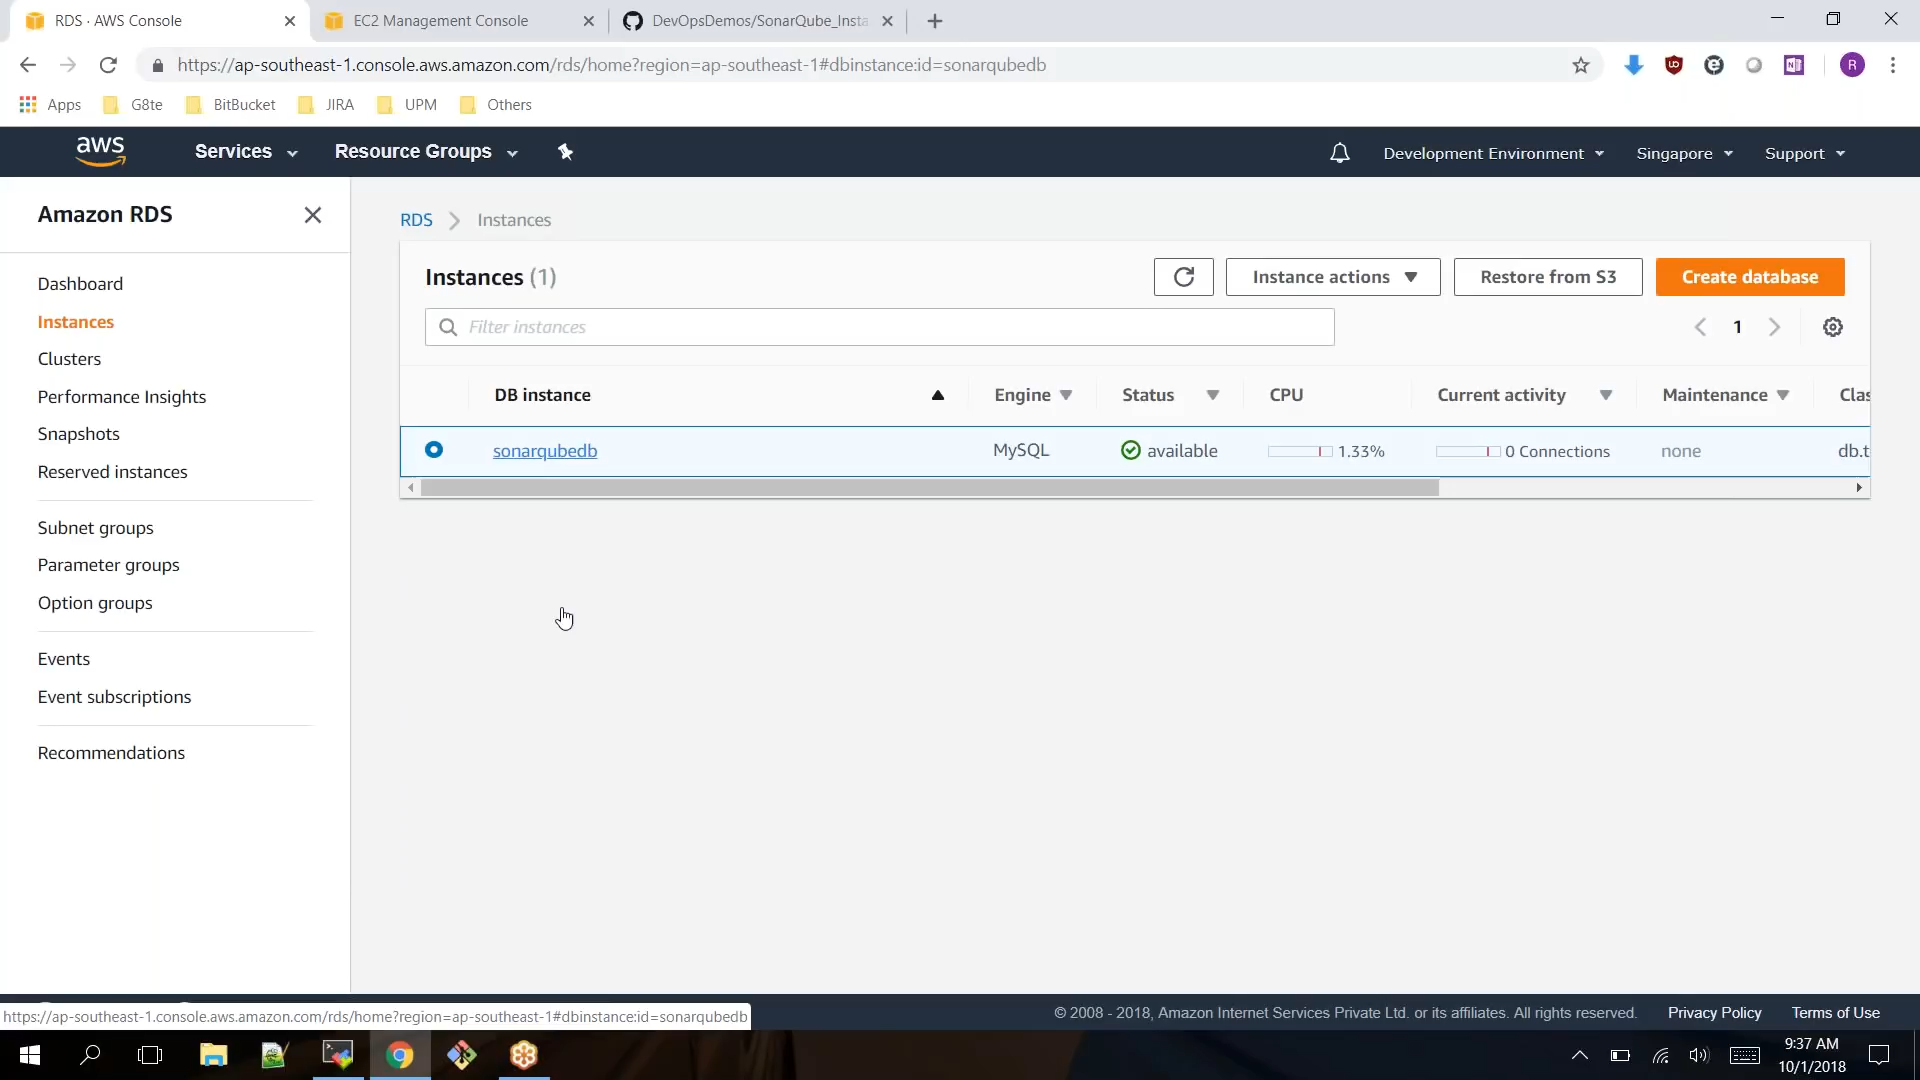 RDS · AWS Console
EC2 Management Console
DevOpsDemos/SonarQube_Insta
https://ap-southeast-1.console.aws.amazon.com/rds/home?region=ap-southeast-1#dbinstance:id=sonarqubedb
R
Apps
G8te
BitBucket
JIRA
UPM
Others
aws
Services
Resource Groups
Development Environment
Singapore
Support
Amazon RDS
Dashboard
Instances
Clusters
Performance Insights
Snapshots
Reserved instances
Subnet groups
Parameter groups
Option groups
Events
Event subscriptions
Recommendations
RDS
Instances
Instances (1)
Instance actions
Restore from S3
Create database
Filter instances
1
DB instance Engine Status CPU Current activity Maintenance Clas
sonarqubedb MySQL available 1.33% 0 Connections none db.t
https://ap-southeast-1.console.aws.amazon.com/rds/home?region=ap-southeast-1#dbinstance:id=sonarqubedb
© 2008 - 2018, Amazon Internet Services Private Ltd. or its affiliates. All rights reserved. Privacy Policy Terms of Use
9:37 AM
10/1/2018